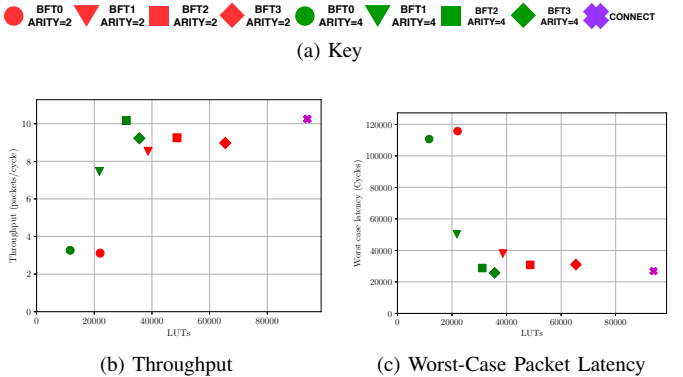 BFT0 BFT1 BFT2 BFT3 BFT0 BFT1 BFT2 BFT3 CONNECT
ARITY=2 ARITY=2 ARITY=2 ARITY=2 ARITY=4 ARITY=4 ARITY=4 ARITY=4
(a) Key
Throughput (packets/cycle)
10
8
6
4
2
0
0 20000 40000 60000 80000
LUTs
(b) Throughput
Worst case latency (Cycles)
120000
100000
80000
60000
40000
20000
0
0 20000 40000 60000 80000
LUTs
(c) Worst-Case Packet Latency